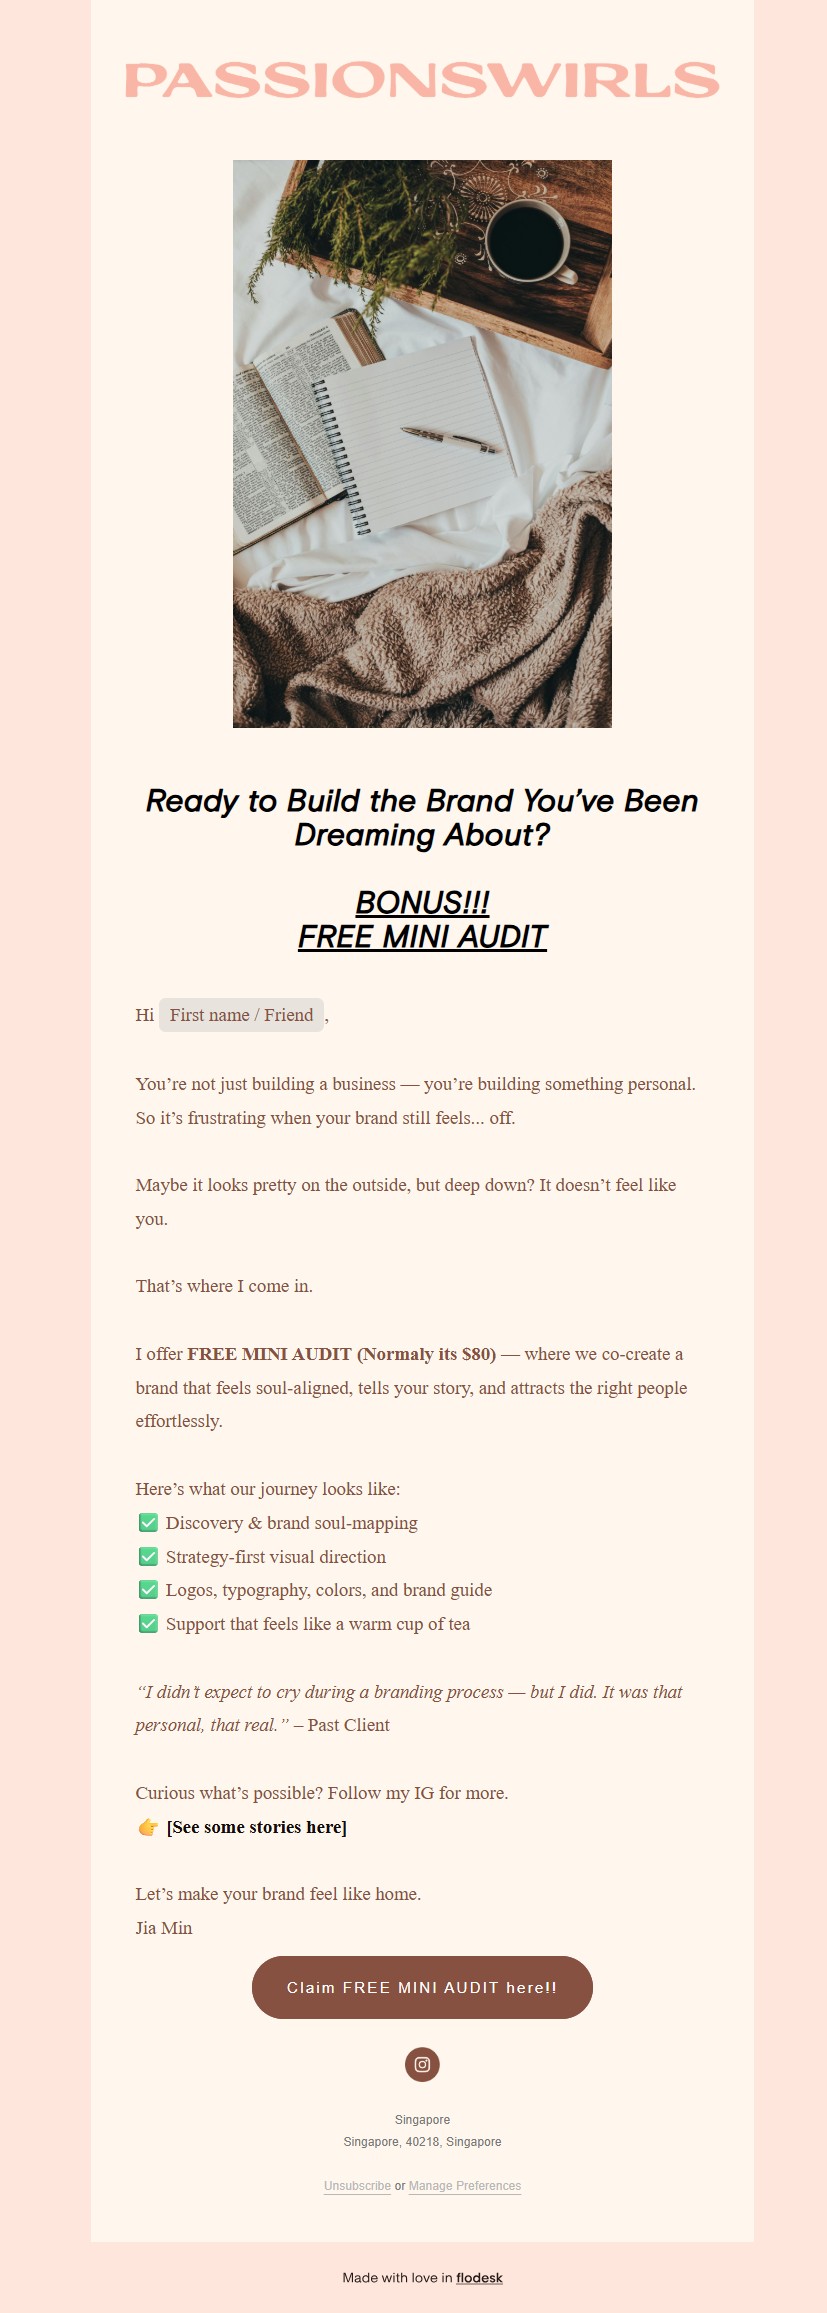 PASSIONSWIRLS
Ready to Build the Brand You’ve Been
Dreaming About?
BONUS!!!
FREE MINI AUDIT
Hi First name / Friend ,
You’re not just building a business — you’re building something personal.
So it’s frustrating when your brand still feels... off.
Maybe it looks pretty on the outside, but deep down? It doesn’t feel like
you.
That’s where I come in.
I offer FREE MINI AUDIT (Normaly its $80) — where we co-create a
brand that feels soul-aligned, tells your story, and attracts the right people
effortlessly.
Here’s what our journey looks like:
✅ Discovery & brand soul-mapping
✅ Strategy-first visual direction
✅ Logos, typography, colors, and brand guide
✅ Support that feels like a warm cup of tea
“I didn’t expect to cry during a branding process — but I did. It was that
personal, that real.” – Past Client
Curious what’s possible? Follow my IG for more.
👉 [See some stories here]
Let’s make your brand feel like home.
Jia Min
Claim FREE MINI AUDIT here!!
Singapore
Singapore, 40218, Singapore
Unsubscribe or Manage Preferences
Made with love in flodesk